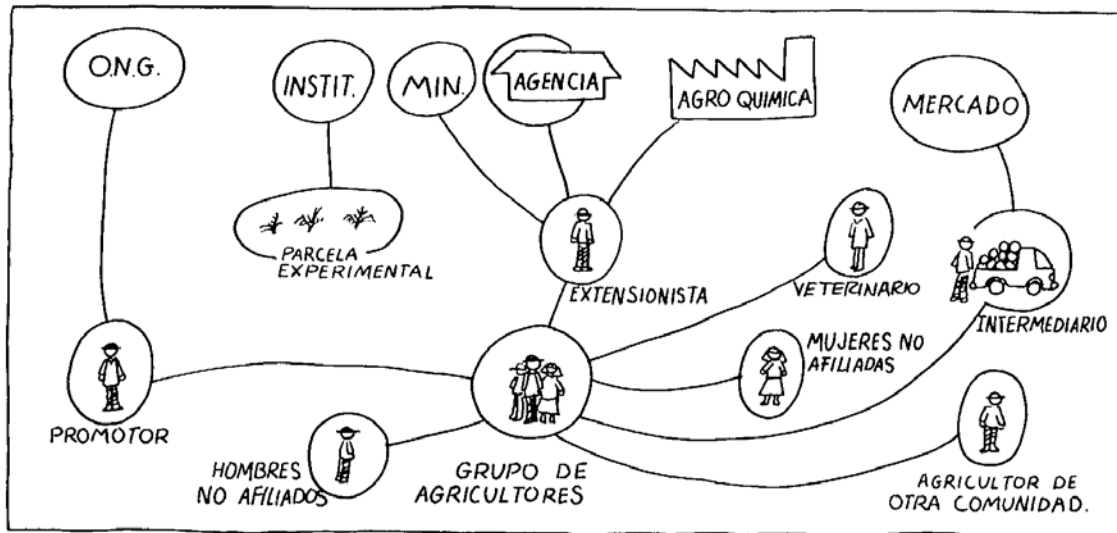 O.N.G.
INSTIT.
MIN.
AGENCIA
AGRO QUIMICA
MERCADO
PARCELA
EXPERIMENTAL
EXTENSIONISTA
VETERINARIO
INTERMEDIARIO
MUJERES NO
AFILIADAS
PROMOTOR
HOMBRES
NO AFILIADOS
GRUPO DE
AGRICULTORES
AGRICULTOR DE
OTRA COMUNIDAD.